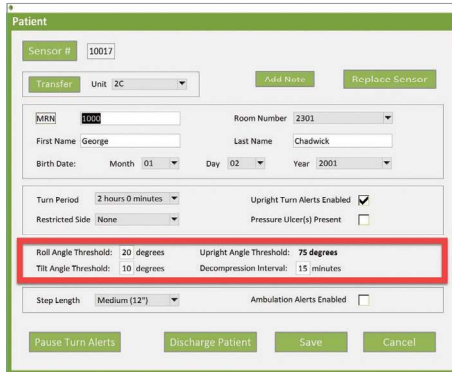 Patient
Sensor # 10017
Transfer Unit 2C Add Note Replace Sensor
MRN 1000 Room Number 2301
First Name George Last Name Chadwick
Birth Date: Month 01 Day 02 Year 2001
Turn Period 2 hours 0 minutes Upright Turn Alerts Enabled
Restricted Side None Pressure Ulcer(s) Present
Roll Angle Threshold: 20 degrees Upright Angle Threshold: 75 degrees
Tilt Angle Threshold: 10 degrees Decompression Interval: 15 minutes
Step Length Medium (12") Ambulation Alerts Enabled
Pause Turn Alerts Discharge Patient Save Cancel